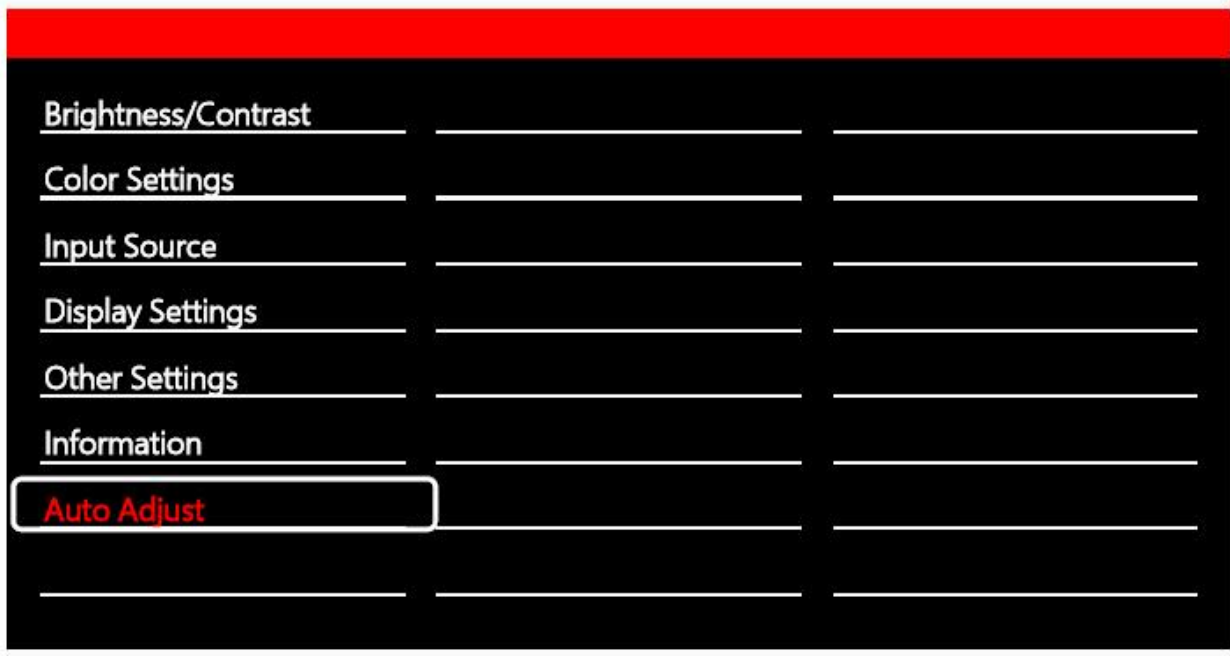 Brightness/Contrast
Color Settings
Input Source
Display Settings
Other Settings
Information
Auto Adjust